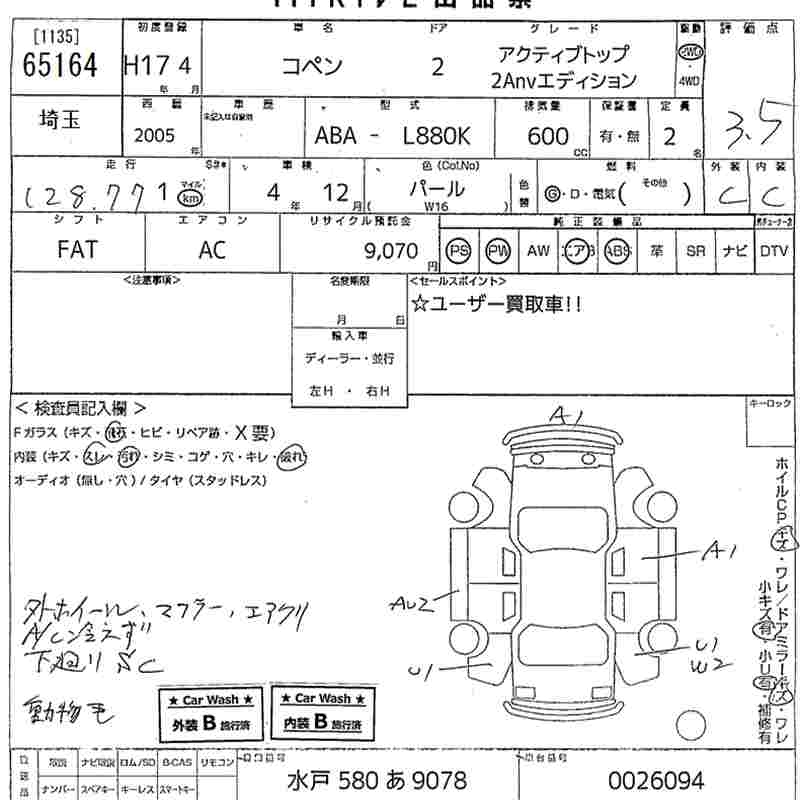 [1135]
65164
初度登録
H17 4
年 月
車名
コペン
ドア
2
グレード
アクティブトップ
2Anvエディション
駆動
2WD
・
4WD
評価点
3.5
埼玉
西暦
2005
年
車歴
型式
ABA - L880K
排気量
600
CC
保証書
有・無
定員
2
名
走行
128,771
マイル
km
車検
4 年 12 月
色(Col.No)
パール
( W16 )
色替
燃料
G・D・電気( その他 )
外装
C
内装
C
シフト
FAT
エアコン
AC
リサイクル預託金
9,070
円
純正装備品
PS PW AW エアB ABS 革 SR ナビ DTV
<注意事項>
名変期限
月 日
輸入車
ディーラー・並行
左H ・ 右H
<セールスポイント>
☆ユーザー買取車!!
< 検査員記入欄 >
Fガラス(キズ・飛石・ヒビ・リペア跡・X要)
内装(キズ・スレ・汚れ・シミ・コゲ・穴・キレ・破れ)
オーディオ(無し・穴)/タイヤ(スタッドレス)
キーロック
A1
A1
AU2
U1
U1
W2
ホイルCPキズ・ワレ/ドアミラーキズ・ワレ
小キズ有・小U有・補修有
外ホイール、マフラー、エアクリ
A/C冷えず
下廻りSC
動物毛
★ Car Wash ★
外装 B 施行済
★ Car Wash ★
内装 B 施行済
取説 ナビ取説 ロム/SD B-CAS リモコン
ナンバー スペアキー キーレス スマートキー
水戸 580 あ 9078
車台番号
0026094